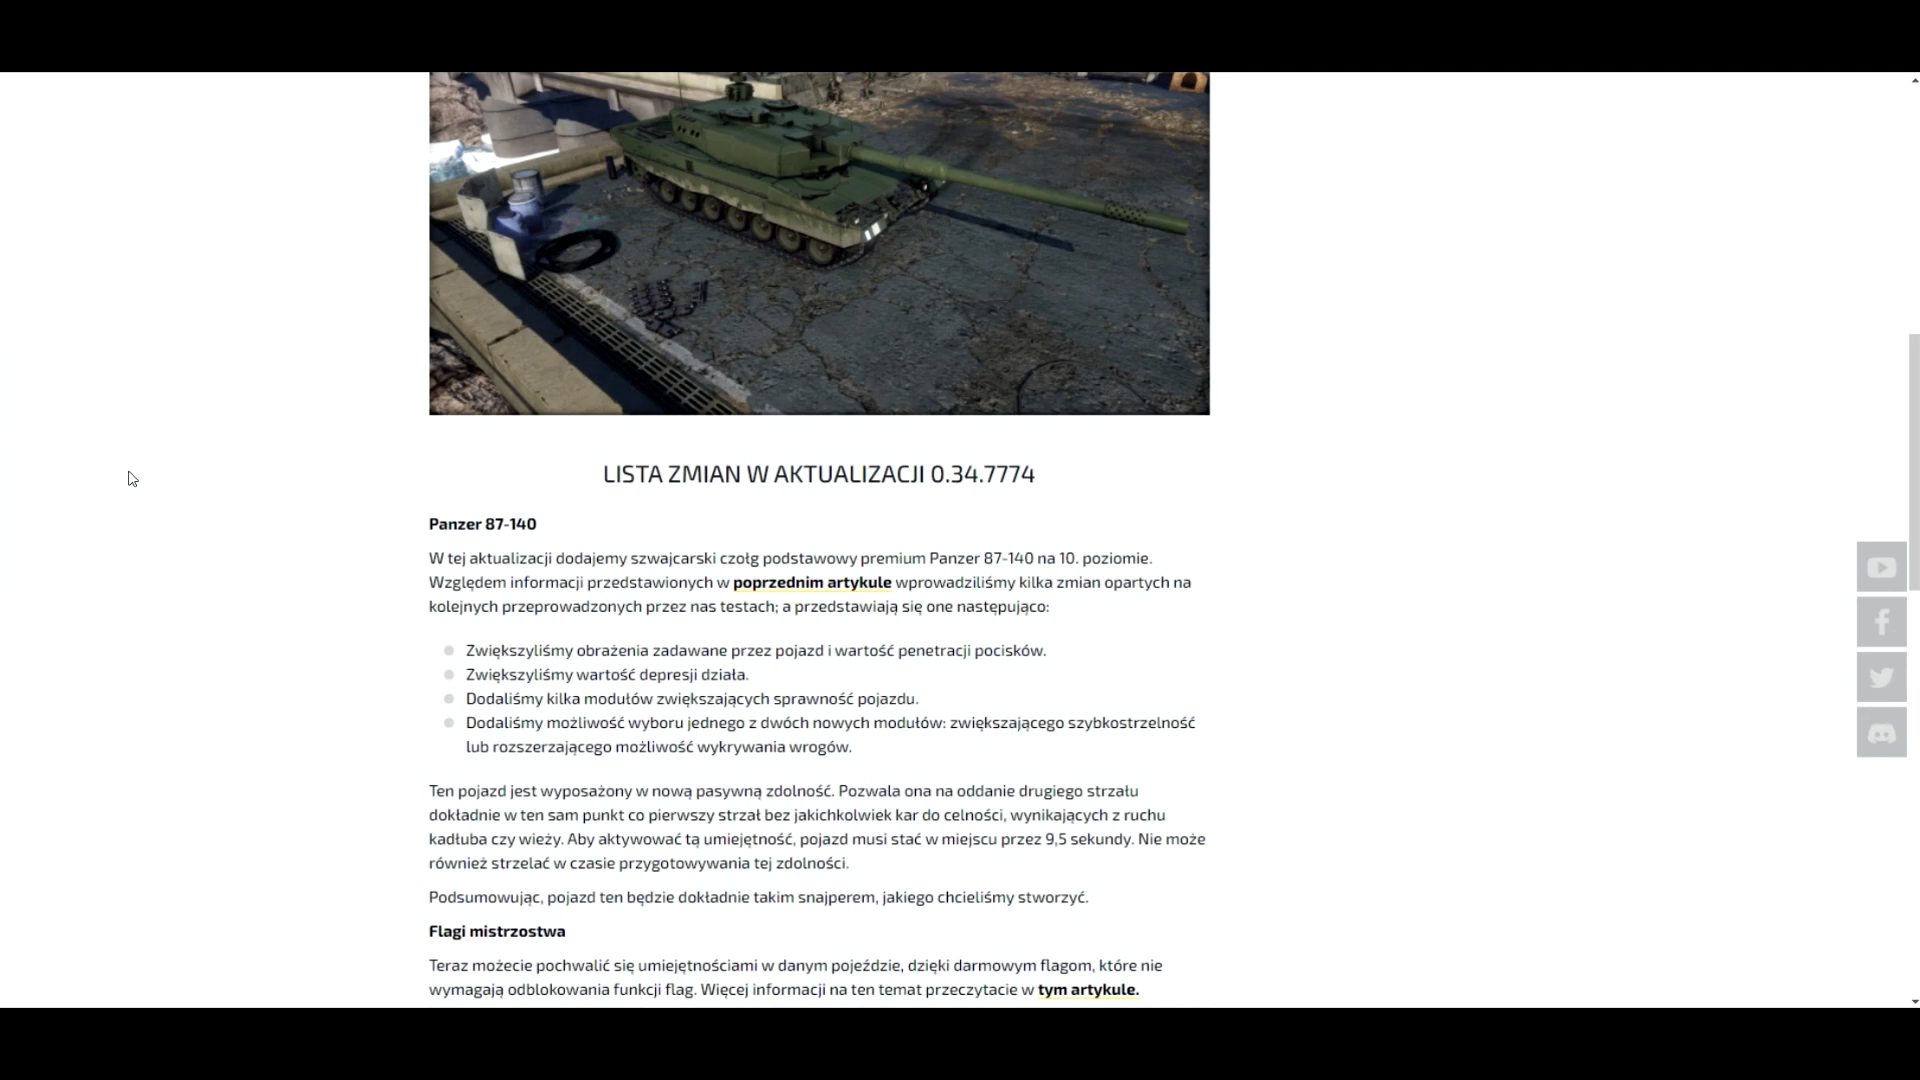 LISTA ZMIAN W AKTUALIZACJI 0.34.7774
Panzer 87-140
W tej aktualizacji dodajemy szwajcarski czołg podstawowy premium Panzer 87-140 na 10. poziomie.
Względem informacji przedstawionych w poprzednim artykule wprowadziliśmy kilka zmian opartych na
kolejnych przeprowadzonych przez nas testach; a przedstawiają się one następująco:
Zwiększyliśmy obrażenia zadawane przez pojazd i wartość penetracji pocisków.
Zwiększyliśmy wartość depresji działa.
Dodaliśmy kilka modułów zwiększających sprawność pojazdu.
Dodaliśmy możliwość wyboru jednego z dwóch nowych modułów: zwiększającego szybkostrzelność
lub rozszerzającego możliwość wykrywania wrogów.
Ten pojazd jest wyposażony w nową pasywną zdolność. Pozwala ona na oddanie drugiego strzału
dokładnie w ten sam punkt co pierwszy strzał bez jakichkolwiek kar do celności, wynikających z ruchu
kadłuba czy wieży. Aby aktywować tą umiejętność, pojazd musi stać w miejscu przez 9,5 sekundy. Nie może
również strzelać w czasie przygotowywania tej zdolności.
Podsumowując, pojazd ten będzie dokładnie takim snajperem, jakiego chcieliśmy stworzyć.
Flagi mistrzostwa
Teraz możecie pochwalić się umiejętnościami w danym pojeździe, dzięki darmowym flagom, które nie
wymagają odblokowania funkcji flag. Więcej informacji na ten temat przeczytacie w tym artykule.